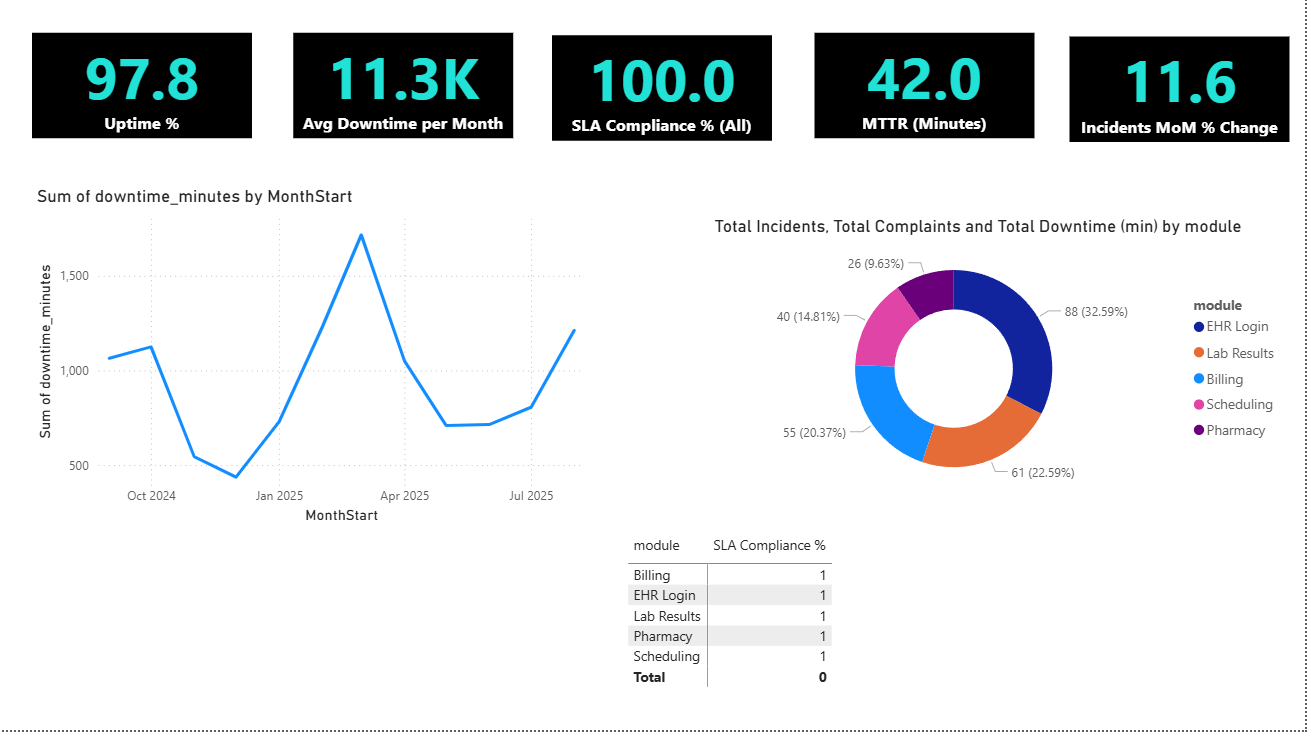 97.8
Uptime %
11.3K
Avg Downtime per Month
100.0
SLA Compliance % (All)
42.0
MTTR (Minutes)
11.6
Incidents MoM % Change
Sum of downtime_minutes by MonthStart
Sum of downtime_minutes
1,500
1,000
500
Oct 2024 Jan 2025 Apr 2025 Jul 2025
MonthStart
Total Incidents, Total Complaints and Total Downtime (min) by module
26 (9.63%)
88 (32.59%)
40 (14.81%)
55 (20.37%)
61 (22.59%)
module
EHR Login
Lab Results
Billing
Scheduling
Pharmacy
module SLA Compliance %
Billing 1
EHR Login 1
Lab Results 1
Pharmacy 1
Scheduling 1
Total 0